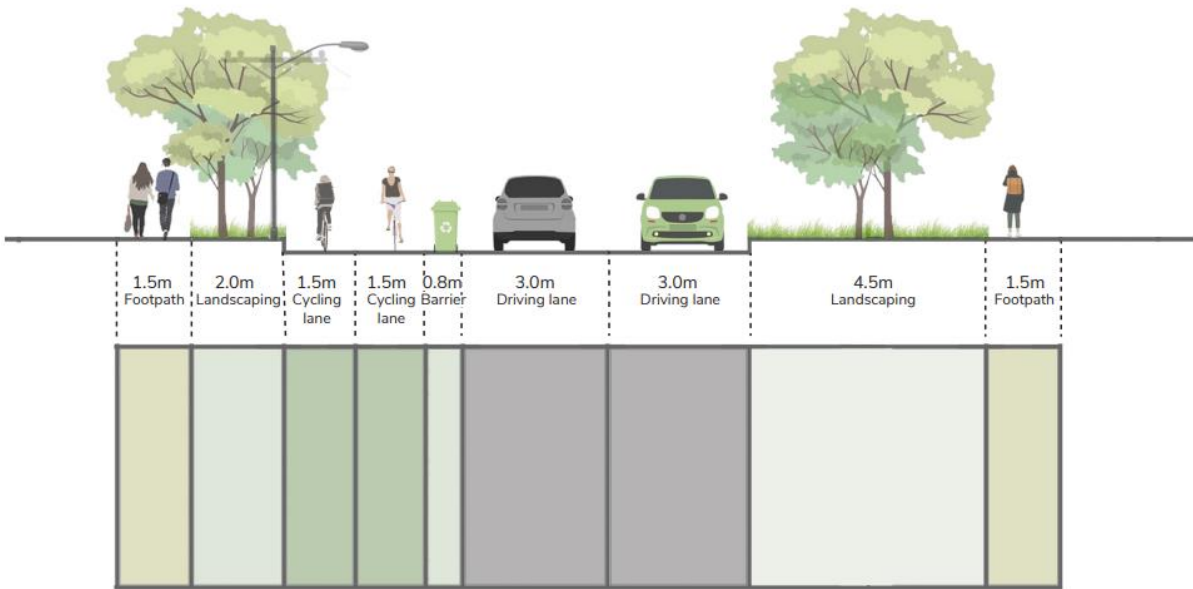 1.5m
Footpath
2.0m
Landscaping
1.5m
Cycling
lane
1.5m
Cycling
lane
0.8m
Barrier
3.0m
Driving lane
3.0m
Driving lane
4.5m
Landscaping
1.5m
Footpath